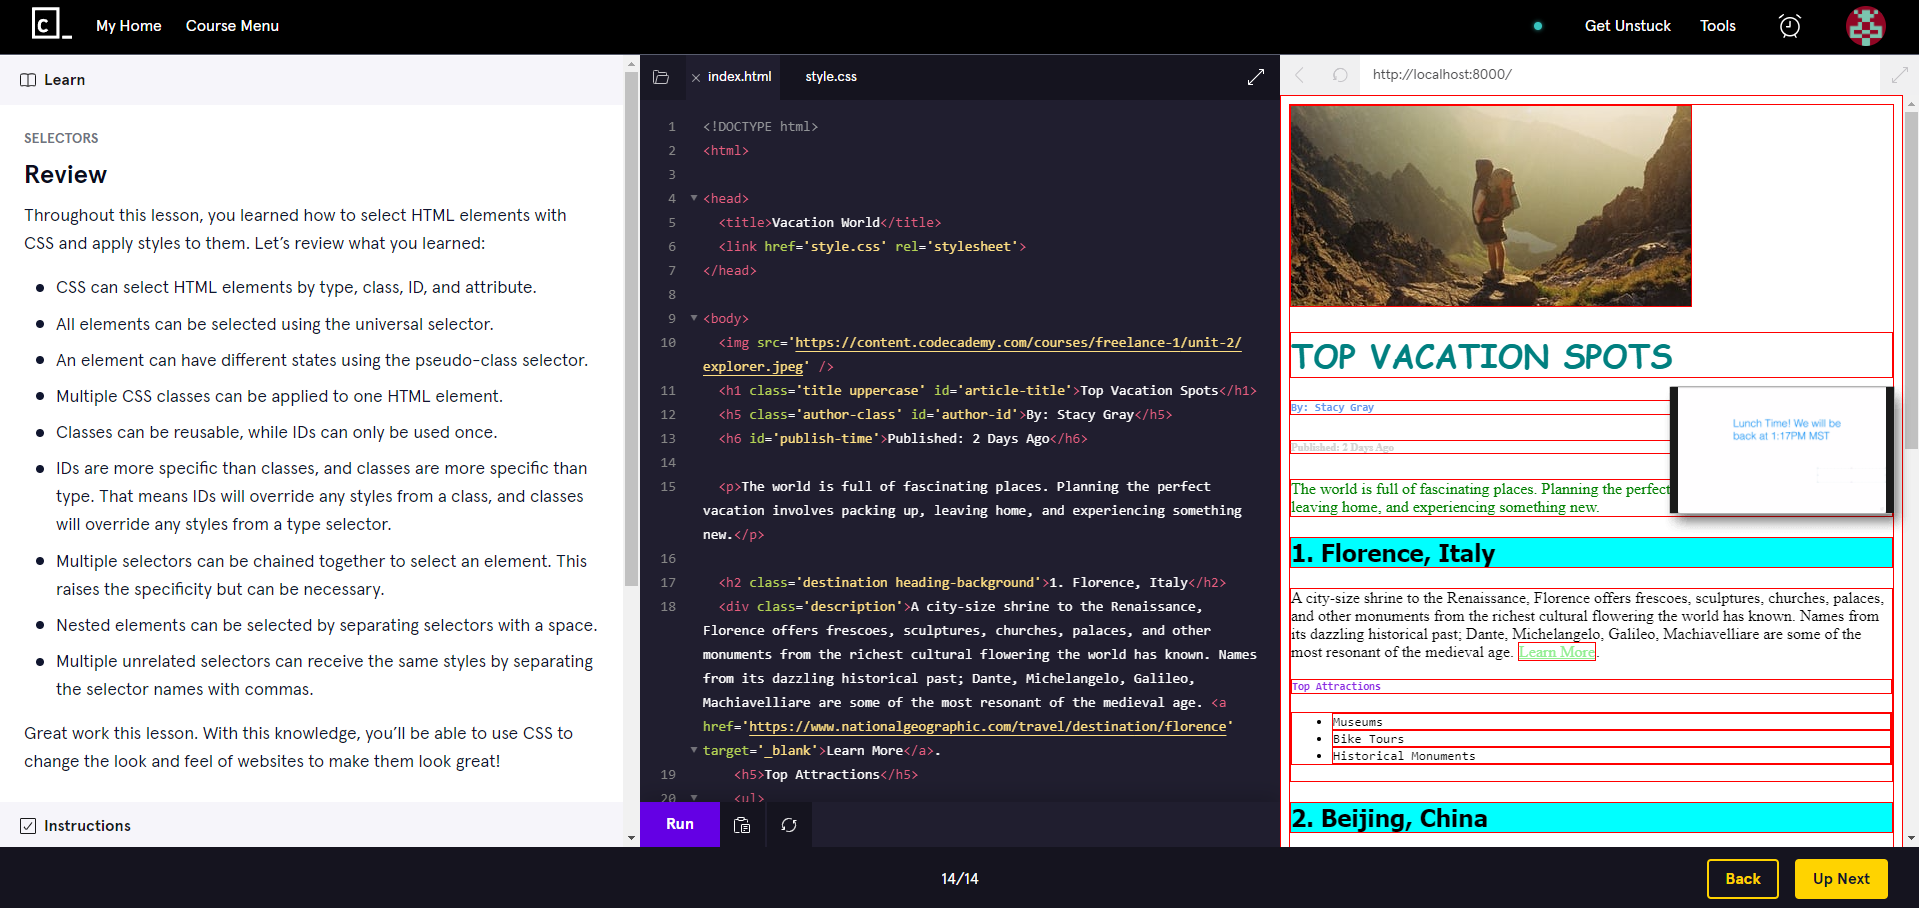 C_
My Home
Course Menu
Get Unstuck
Tools
Learn
SELECTORS
Review
Throughout this lesson, you learned how to select HTML elements with
CSS and apply styles to them. Let’s review what you learned:
CSS can select HTML elements by type, class, ID, and attribute.
All elements can be selected using the universal selector.
An element can have different states using the pseudo-class selector.
Multiple CSS classes can be applied to one HTML element.
Classes can be reusable, while IDs can only be used once.
IDs are more specific than classes, and classes are more specific than
type. That means IDs will override any styles from a class, and classes
will override any styles from a type selector.
Multiple selectors can be chained together to select an element. This
raises the specificity but can be necessary.
Nested elements can be selected by separating selectors with a space.
Multiple unrelated selectors can receive the same styles by separating
the selector names with commas.
Great work this lesson. With this knowledge, you’ll be able to use CSS to
change the look and feel of websites to make them look great!
Instructions
index.html
style.css
1 <!DOCTYPE html>
2 <html>
3
4 <head>
5 <title>Vacation World</title>
6 <link href='style.css' rel='stylesheet'>
7 </head>
8
9 <body>
10 <img src='https://content.codecademy.com/courses/freelance-1/unit-2/
explorer.jpeg' />
11 <h1 class='title uppercase' id='article-title'>Top Vacation Spots</h1>
12 <h5 class='author-class' id='author-id'>By: Stacy Gray</h5>
13 <h6 id='publish-time'>Published: 2 Days Ago</h6>
14
15 <p>The world is full of fascinating places. Planning the perfect
vacation involves packing up, leaving home, and experiencing something
new.</p>
16
17 <h2 class='destination heading-background'>1. Florence, Italy</h2>
18 <div class='description'>A city-size shrine to the Renaissance,
Florence offers frescoes, sculptures, churches, palaces, and other
monuments from the richest cultural flowering the world has known. Names
from its dazzling historical past; Dante, Michelangelo, Galileo,
Machiavelliare are some of the most resonant of the medieval age. <a
href='https://www.nationalgeographic.com/travel/destination/florence'
target='_blank'>Learn More</a>.
19 <h5>Top Attractions</h5>
20 <ul>
Run
http://localhost:8000/
TOP VACATION SPOTS
By: Stacy Gray
Published: 2 Days Ago
Lunch Time! We will be
back at 1:17PM MST
The world is full of fascinating places. Planning the perfect
leaving home, and experiencing something new.
1. Florence, Italy
A city-size shrine to the Renaissance, Florence offers frescoes, sculptures, churches, palaces,
and other monuments from the richest cultural flowering the world has known. Names from
its dazzling historical past; Dante, Michelangelo, Galileo, Machiavelliare are some of the
most resonant of the medieval age. Learn More.
Top Attractions
Museums
Bike Tours
Historical Monuments
2. Beijing, China
14/14
Back
Up Next